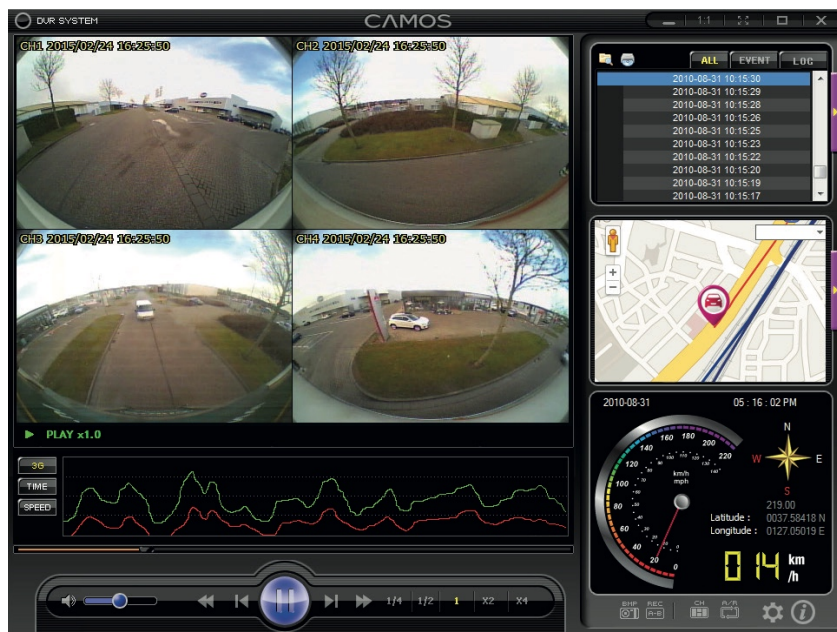 DVR SYSTEM
CAMOS
1:1
CH1 2015/02/24 16:25:50
CH2 2015/02/24 16:25:50
CH3 2015/02/24 16:25:50
CH4 2015/02/24 16:25:50
PLAY x1.0
3G
TIME
SPEED
1/4 1/2 1 X2 X4
ALL EVENT LOG
2010-08-31 10:15:30
2010-08-31 10:15:29
2010-08-31 10:15:28
2010-08-31 10:15:26
2010-08-31 10:15:25
2010-08-31 10:15:23
2010-08-31 10:15:22
2010-08-31 10:15:20
2010-08-31 10:15:19
2010-08-31 10:15:17
+
−
2010-08-31 05 : 16 : 02 PM
0 20 40 60 80 100 120 140 160 180 200 220
km/h
mph
N
W E
S
219.00
Latitude : 0037.58418 N
Longitude : 0127.05019 E
014 km
/h
BMP REC CH A/R
A-B